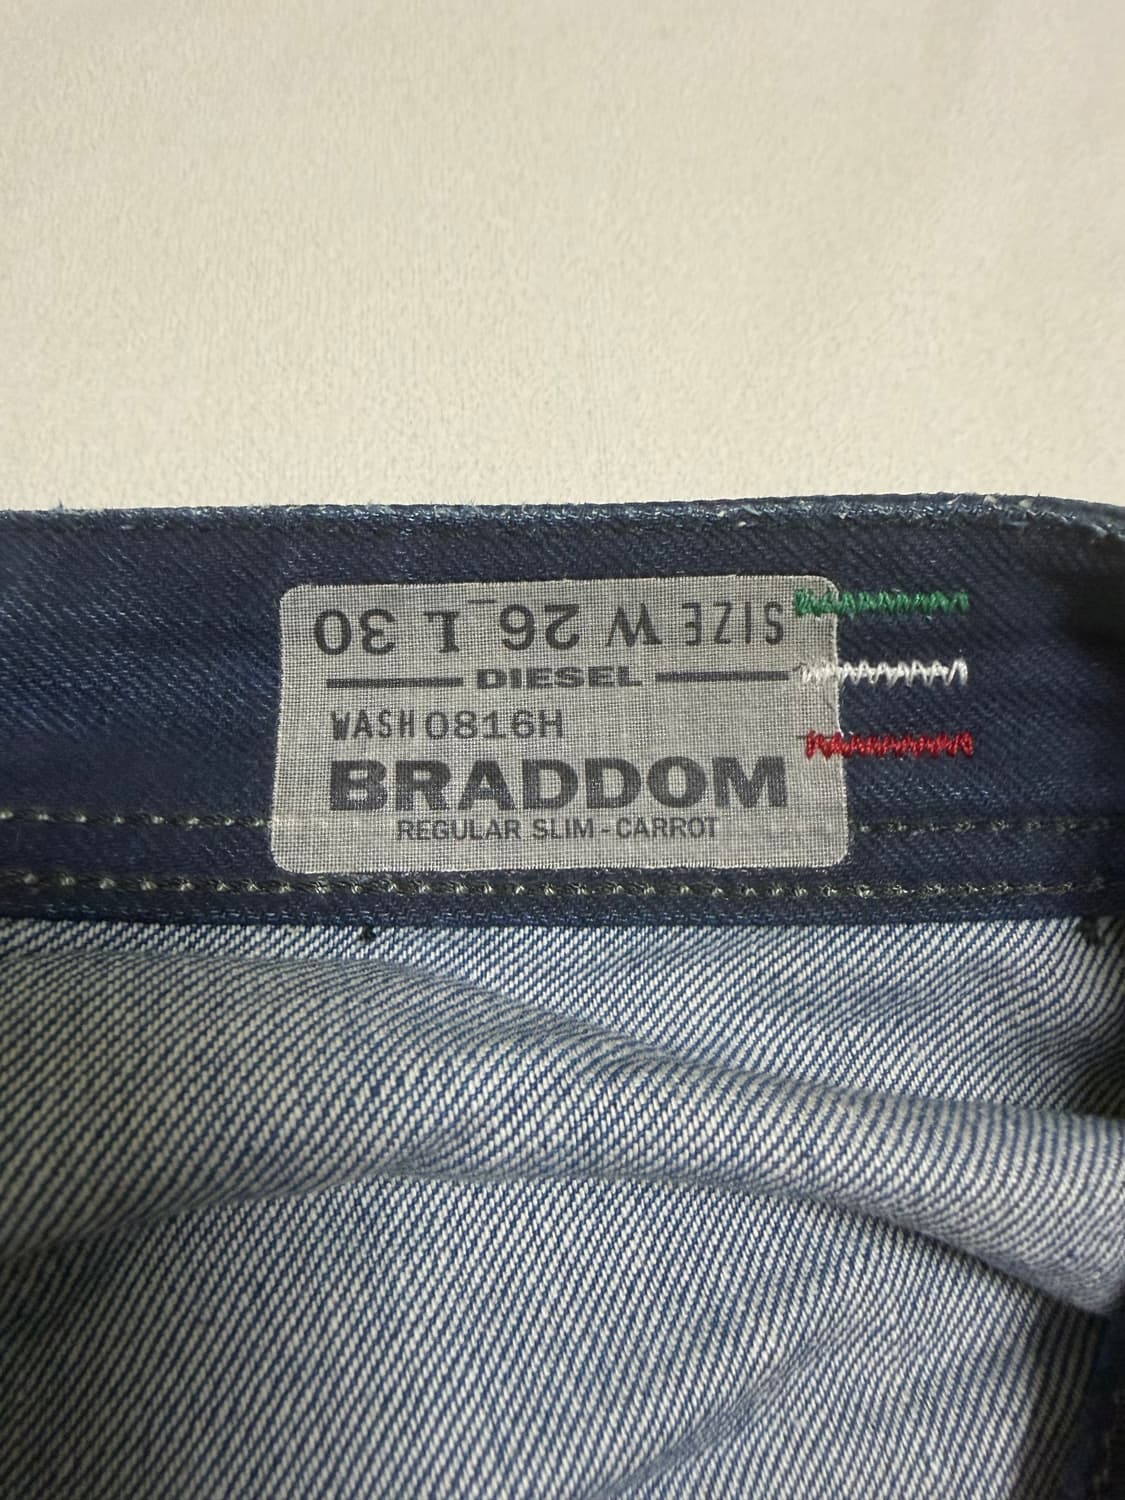 SIZE W 26 L 30
DIESEL
WASH 0816H
BRADDOM
REGULAR SLIM - CARROT